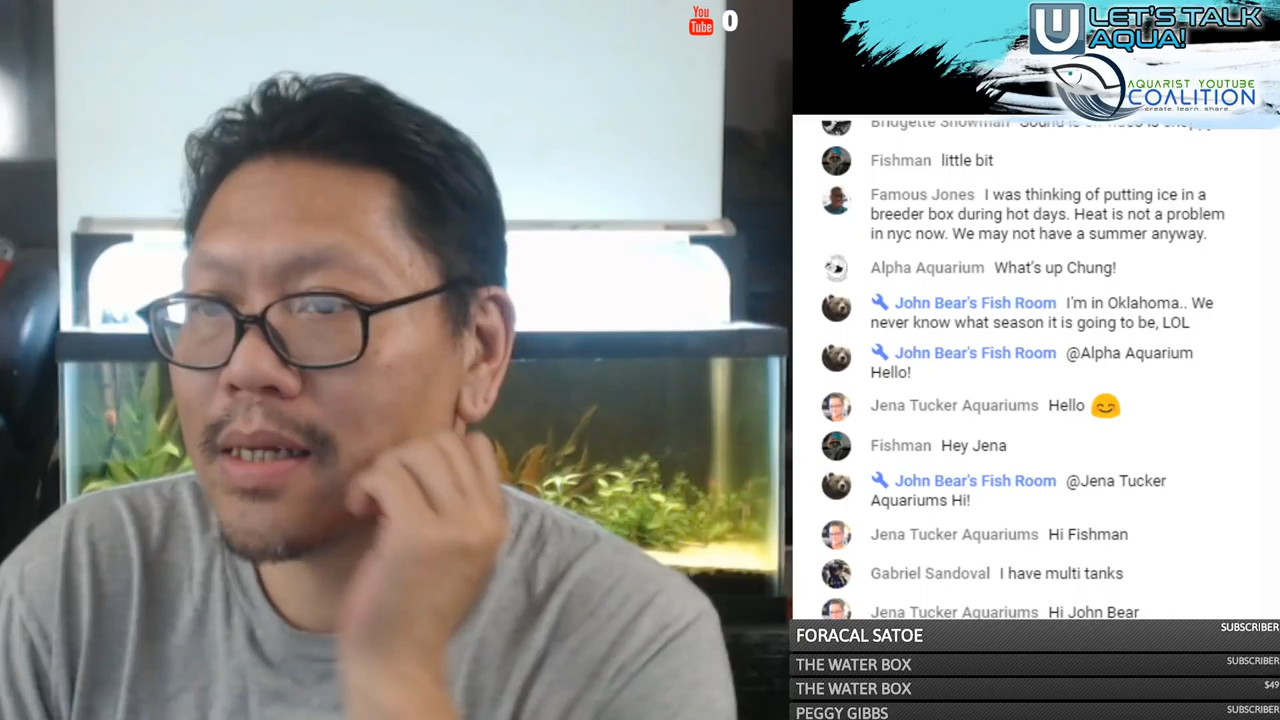 You
Tube 0
U LET'S TALK
AQUA!
AQUARIST YOUTUBE
COALITION
create. learn. share.
Bridgette Snowman
Fishman little bit
Famous Jones I was thinking of putting ice in a
breeder box during hot days. Heat is not a problem
in nyc now. We may not have a summer anyway.
Alpha Aquarium What's up Chung!
John Bear's Fish Room I'm in Oklahoma.. We
never know what season it is going to be, LOL
John Bear's Fish Room @Alpha Aquarium
Hello!
Jena Tucker Aquariums Hello 😊
Fishman Hey Jena
John Bear's Fish Room @Jena Tucker
Aquariums Hi!
Jena Tucker Aquariums Hi Fishman
Gabriel Sandoval I have multi tanks
Jena Tucker Aquariums Hi John Bear
FORACAL SATOE SUBSCRIBER
THE WATER BOX SUBSCRIBER
THE WATER BOX $49
PEGGY GIBBS SUBSCRIBER